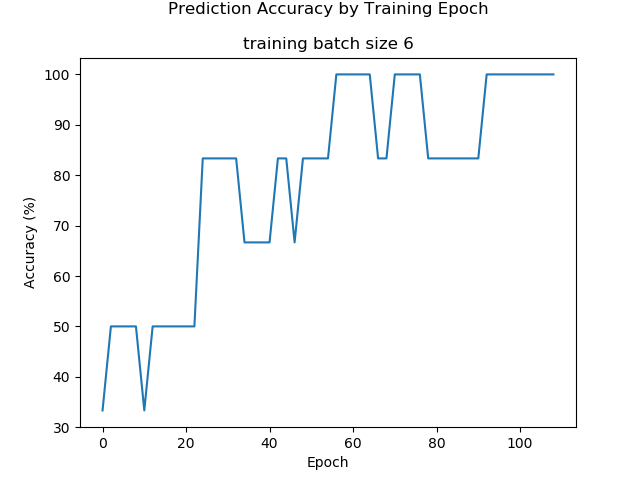 Prediction Accuracy by Training Epoch
training batch size 6
100
90
80
70
60
50
40
30
Accuracy (%)
0 20 40 60 80 100
Epoch